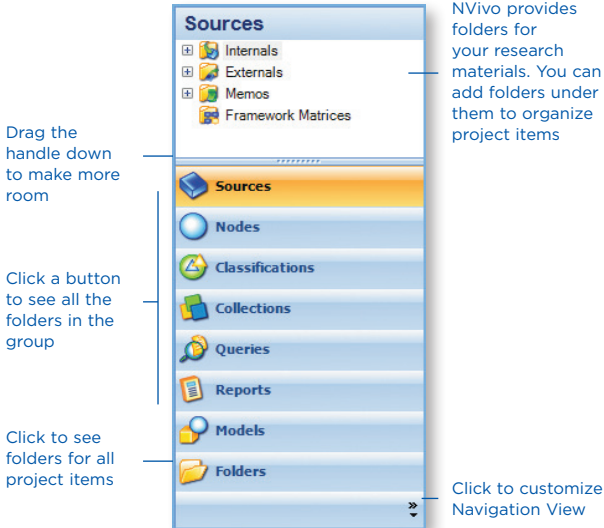 Sources
Internals
Externals
Memos
Framework Matrices
NVivo provides
folders for
your research
materials. You can
add folders under
them to organize
project items
Drag the
handle down
to make more
room
Sources
Nodes
Classifications
Collections
Queries
Reports
Models
Folders
Click a button
to see all the
folders in the
group
Click to see
folders for all
project items
Click to customize
Navigation View